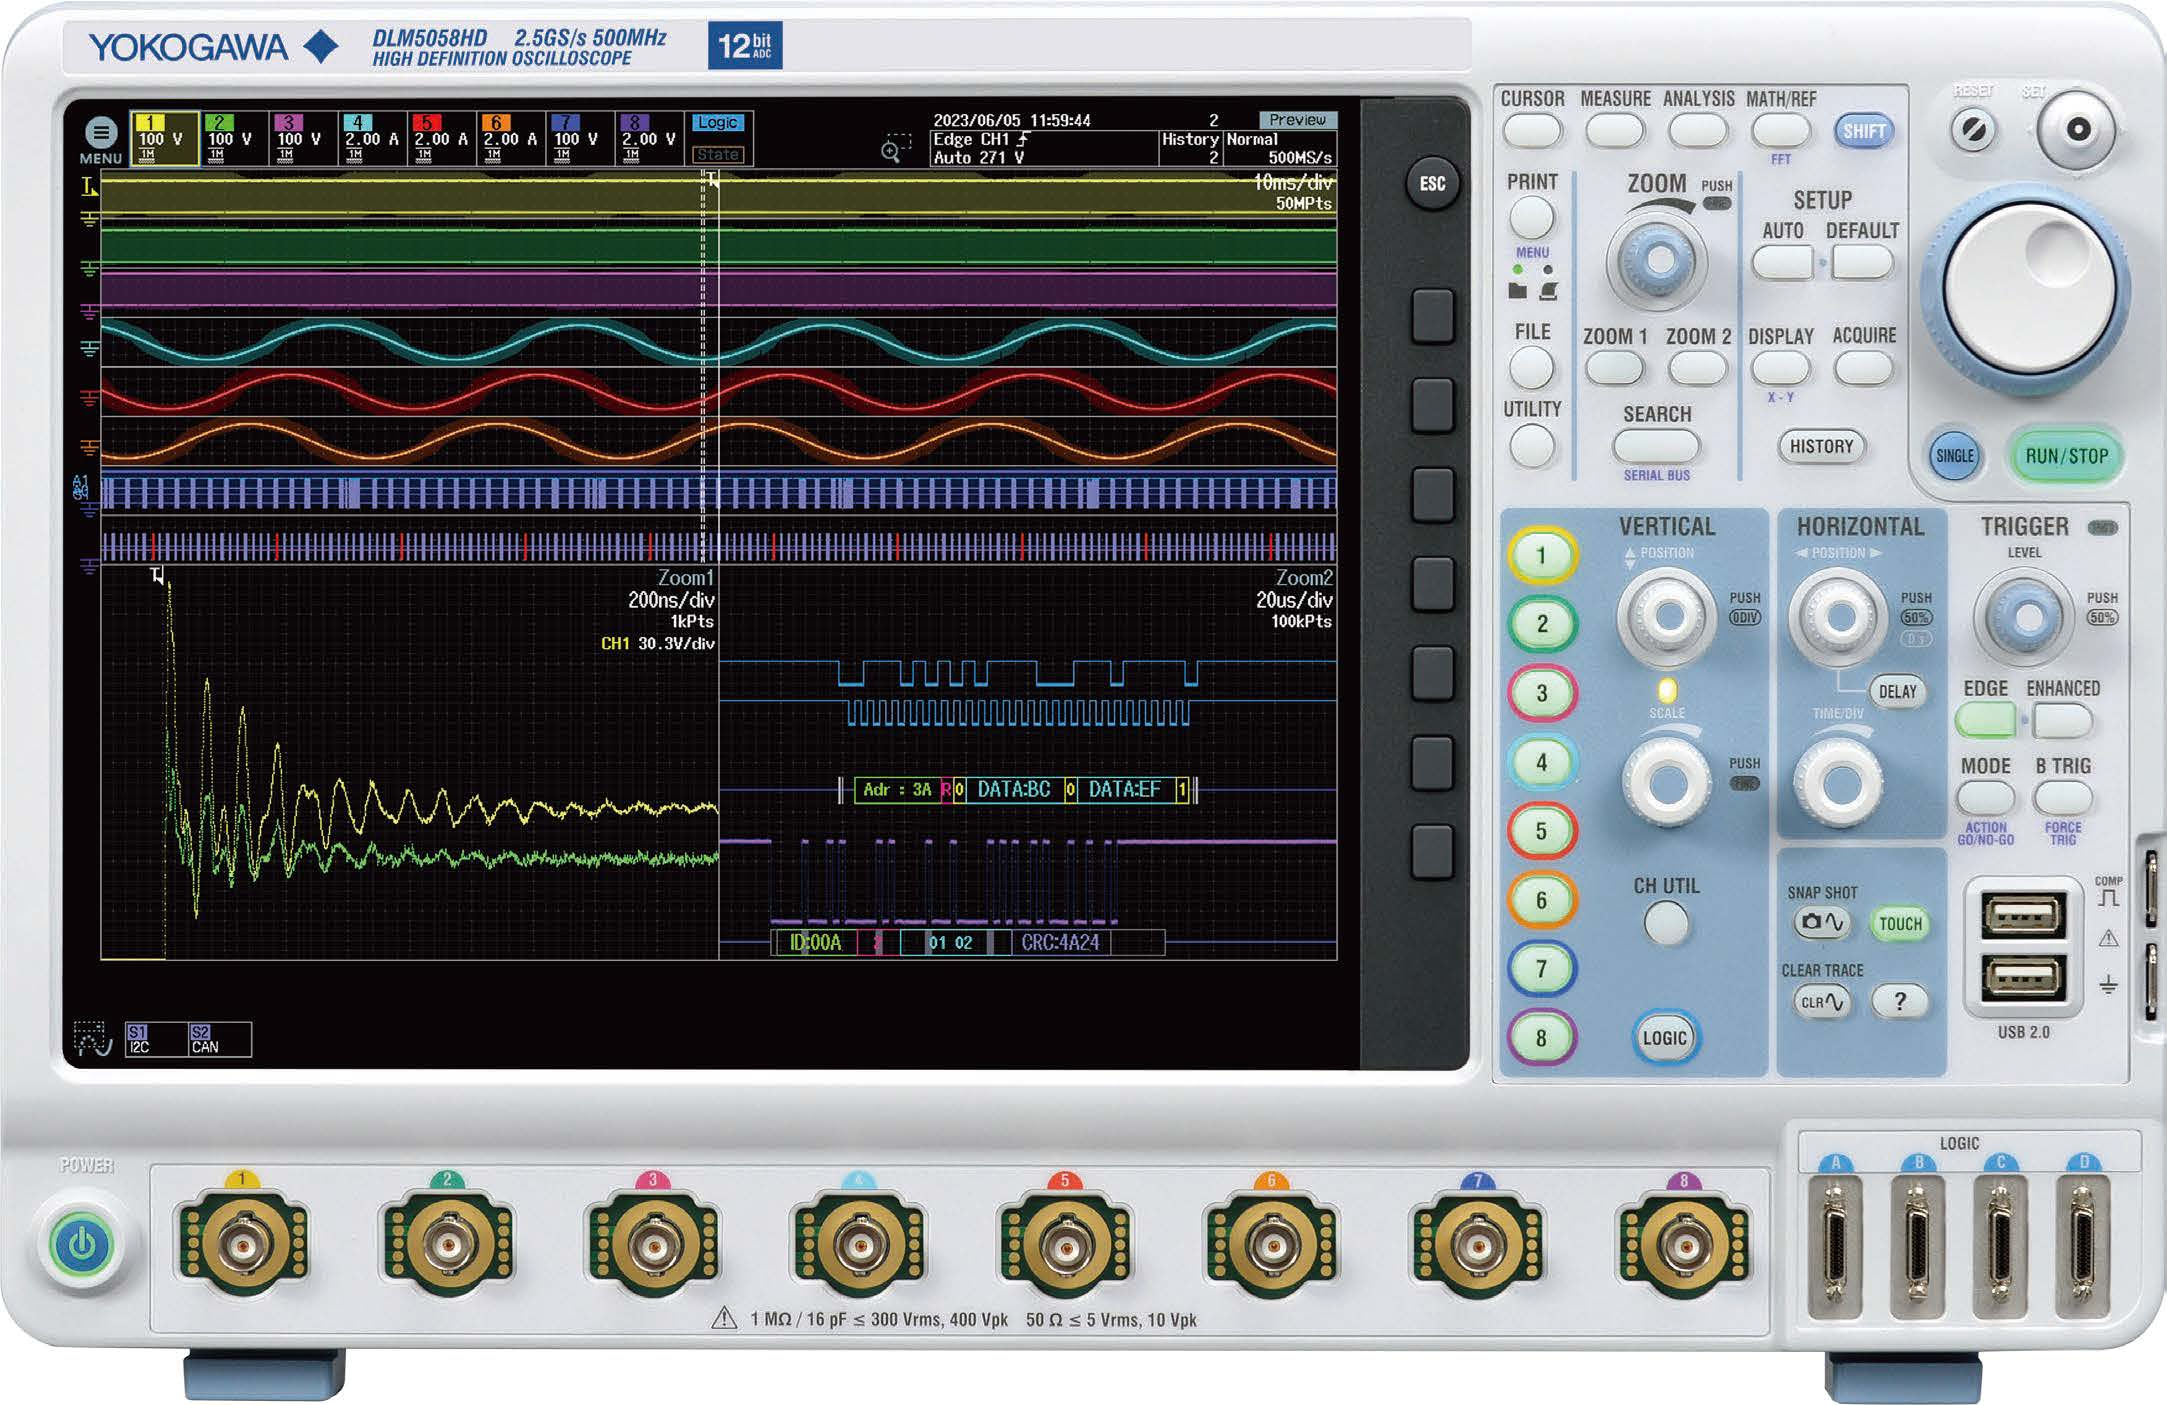 YOKOGAWA
DLM5058HD 2.5GS/s 500MHz
HIGH DEFINITION OSCILLOSCOPE
12 bit ADC
MENU
1 100 V 1M
2 100 V 1M
3 100 V 1M
4 2.00 A 1M
5 2.00 A 1M
6 2.00 A 1M
7 100 V 1M
8 2.00 V 1M
Logic
State
2023/06/05 11:59:44
2
Preview
Edge CH1
Auto 271 V
History
2
Normal
500MS/s
T
T
10ms/div
50MPts
A1
T
Zoom1
200ns/div
1kPts
CH1 30.3V/div
Zoom2
20us/div
100kPts
Adr : 3A R 0 DATA:BC 0 DATA:EF 1
ID:00A 2 01 02 CRC:4A24
S1 I2C
S2 CAN
ESC
CURSOR MEASURE ANALYSIS MATH/REF
SHIFT
FFT
RESET
SET
PRINT
MENU
ZOOM
PUSH
FINE
SETUP
AUTO DEFAULT
FILE
ZOOM 1 ZOOM 2
DISPLAY ACQUIRE
X - Y
UTILITY
SEARCH
SERIAL BUS
HISTORY
SINGLE
RUN/STOP
VERTICAL
POSITION
PUSH
0DIV
SCALE
PUSH
FINE
CH UTIL
LOGIC
1
2
3
4
5
6
7
8
HORIZONTAL
POSITION
PUSH
50%
DELAY
TIME/DIV
SNAP SHOT
TOUCH
CLEAR TRACE
CLR
?
TRIGGER
LEVEL
PUSH
50%
EDGE ENHANCED
MODE B TRIG
ACTION GO/NO-GO
FORCE TRIG
COMP
USB 2.0
POWER
1 2 3 4 5 6 7 8
1 MΩ / 16 pF ≤ 300 Vrms, 400 Vpk 50 Ω ≤ 5 Vrms, 10 Vpk
LOGIC
A B C D